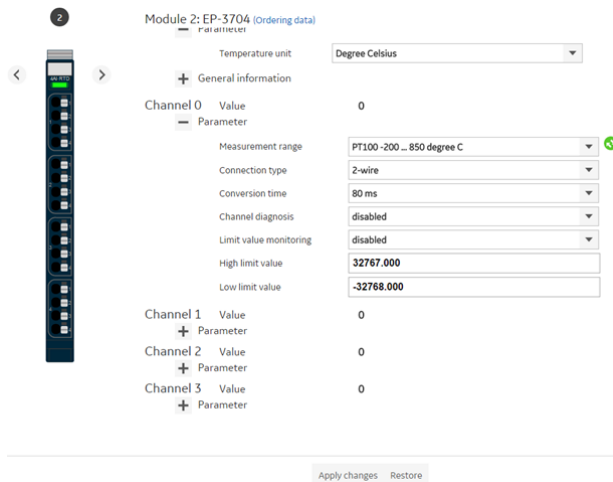 2
Module 2: EP-3704 (Ordering data)
Parameter
Temperature unit Degree Celsius
General information
Channel 0 Value 0
Parameter
Measurement range PT100 -200 ... 850 degree C
Connection type 2-wire
Conversion time 80 ms
Channel diagnosis disabled
Limit value monitoring disabled
High limit value 32767.000
Low limit value -32768.000
Channel 1 Value 0
Parameter
Channel 2 Value 0
Parameter
Channel 3 Value 0
Parameter
Apply changes Restore